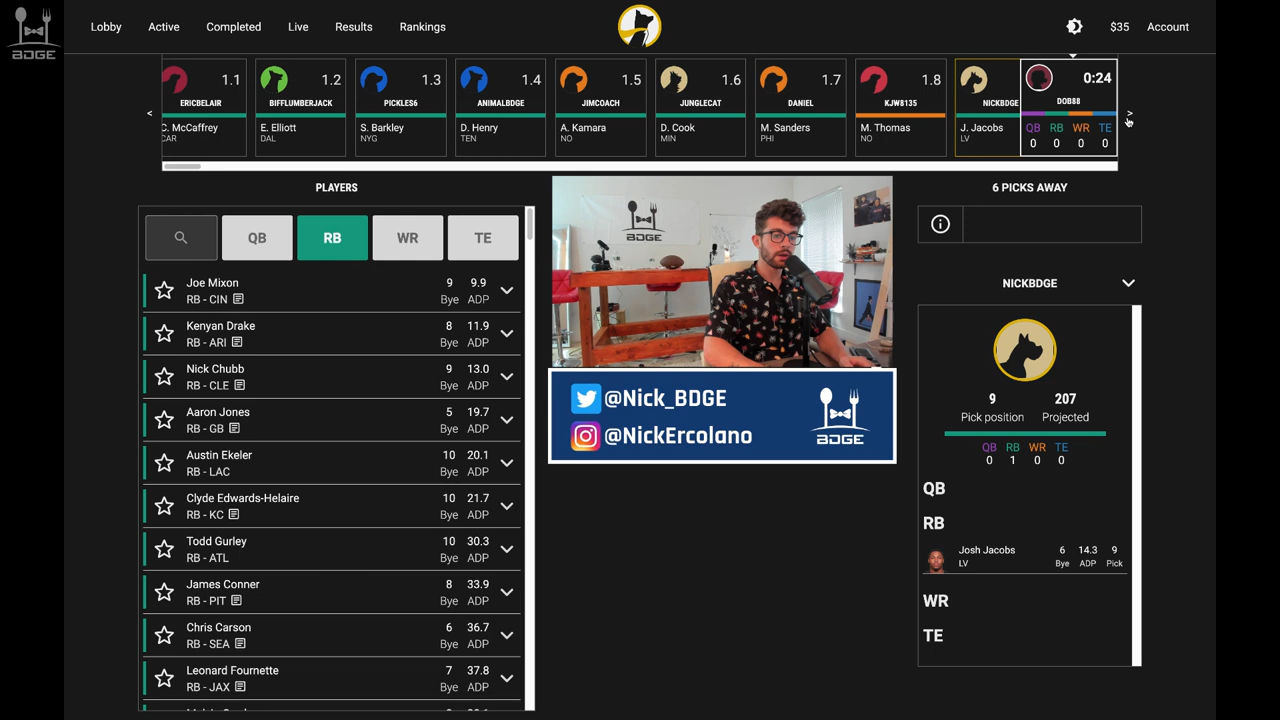 BDGE
Lobby Active Completed Live Results Rankings $35 Account
1.1 1.2 1.3 1.4 1.5 1.6 1.7 1.8 0:24
ERICBELAIR BIFFLUMBERJACK PICKLES6 ANIMALBDGE JIMCOACH JUNGLECAT DANIEL KJW8135 NICKBDGE DOB88
C. McCaffrey E. Elliott S. Barkley D. Henry A. Kamara D. Cook M. Sanders M. Thomas J. Jacobs QB RB WR TE
CAR DAL NYG TEN NO MIN PHI NO LV 0 0 0 0
< >
PLAYERS
QB RB WR TE
Joe Mixon 9 9.9
RB - CIN Bye ADP
Kenyan Drake 8 11.9
RB - ARI Bye ADP
Nick Chubb 9 13.0
RB - CLE Bye ADP
Aaron Jones 5 19.7
RB - GB Bye ADP
Austin Ekeler 10 20.1
RB - LAC Bye ADP
Clyde Edwards-Helaire 10 21.7
RB - KC Bye ADP
Todd Gurley 10 30.3
RB - ATL Bye ADP
James Conner 8 33.9
RB - PIT Bye ADP
Chris Carson 6 36.7
RB - SEA Bye ADP
Leonard Fournette 7 37.8
RB - JAX Bye ADP
BDGE
@Nick_BDGE
@NickErcolano
BDGE
6 PICKS AWAY
NICKBDGE
9 207
Pick position Projected
QB RB WR TE
0 1 0 0
QB
RB
Josh Jacobs 6 14.3 9
LV Bye ADP Pick
WR
TE